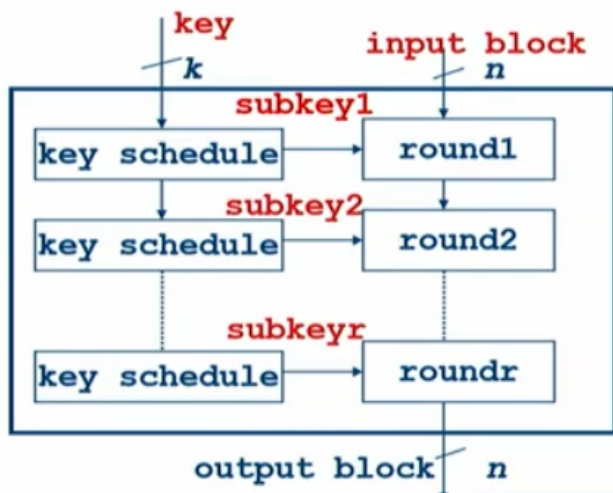 key
input block
k
n
subkey1
key schedule
round1
subkey2
key schedule
round2
subkeyr
key schedule
roundr
output block
n